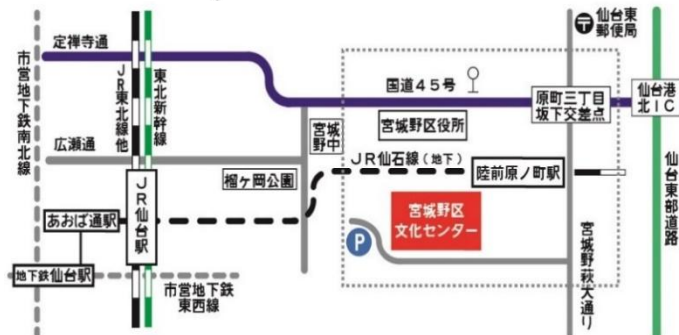 定禅寺通
市営地下鉄南北線
JR東北線他
東北新幹線
国道45号
仙台東
郵便局
原町三丁目
坂下交差点
仙台港
北IC
広瀬通
宮城
野中
宮城野区役所
JR仙石線(地下)
陸前原ノ町駅
榴ヶ岡公園
JR仙台駅
あおば通駅
宮城野区
文化センター
P
地下鉄仙台駅
市営地下鉄
東西線
宮城野萩大通り
仙台東部道路